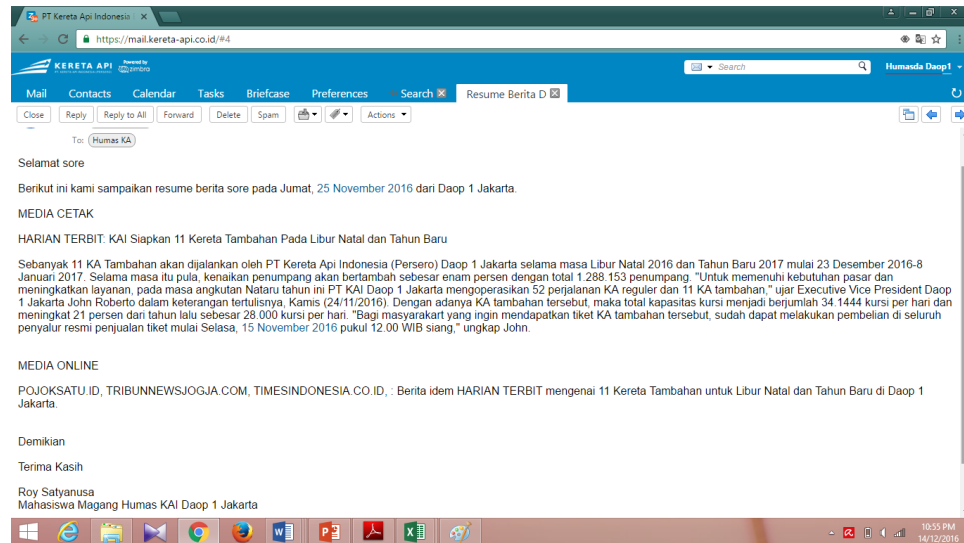 PT Kereta Api Indonesia
https://mail.kereta-api.co.id/#4
KERETA API Powered by zimbra
Search
Humasda Daop1
Mail Contacts Calendar Tasks Briefcase Preferences Search Resume Berita D
Close Reply Reply to All Forward Delete Spam Actions
To: Humas KA
Selamat sore
Berikut ini kami sampaikan resume berita sore pada Jumat, 25 November 2016 dari Daop 1 Jakarta.
MEDIA CETAK
HARIAN TERBIT: KAI Siapkan 11 Kereta Tambahan Pada Libur Natal dan Tahun Baru
Sebanyak 11 KA Tambahan akan dijalankan oleh PT Kereta Api Indonesia (Persero) Daop 1 Jakarta selama masa Libur Natal 2016 dan Tahun Baru 2017 mulai 23 Desember 2016-8
Januari 2017. Selama masa itu pula, kenaikan penumpang akan bertambah sebesar enam persen dengan total 1.288.153 penumpang. "Untuk memenuhi kebutuhan pasar dan
meningkatkan layanan, pada masa angkutan Nataru tahun ini PT KAI Daop 1 Jakarta mengoperasikan 52 perjalanan KA reguler dan 11 KA tambahan," ujar Executive Vice President Daop
1 Jakarta John Roberto dalam keterangan tertulisnya, Kamis (24/11/2016). Dengan adanya KA tambahan tersebut, maka total kapasitas kursi menjadi berjumlah 34.1444 kursi per hari dan
meningkat 21 persen dari tahun lalu sebesar 28.000 kursi per hari. "Bagi masyarakart yang ingin mendapatkan tiket KA tambahan tersebut, sudah dapat melakukan pembelian di seluruh
penyalur resmi penjualan tiket mulai Selasa, 15 November 2016 pukul 12.00 WIB siang," ungkap John.
MEDIA ONLINE
POJOKSATU.ID, TRIBUNNEWSJOGJA.COM, TIMESINDONESIA.CO.ID, : Berita idem HARIAN TERBIT mengenai 11 Kereta Tambahan untuk Libur Natal dan Tahun Baru di Daop 1
Jakarta.
Demikian
Terima Kasih
Roy Satyanusa
Mahasiswa Magang Humas KAI Daop 1 Jakarta
10:55 PM
14/12/2016